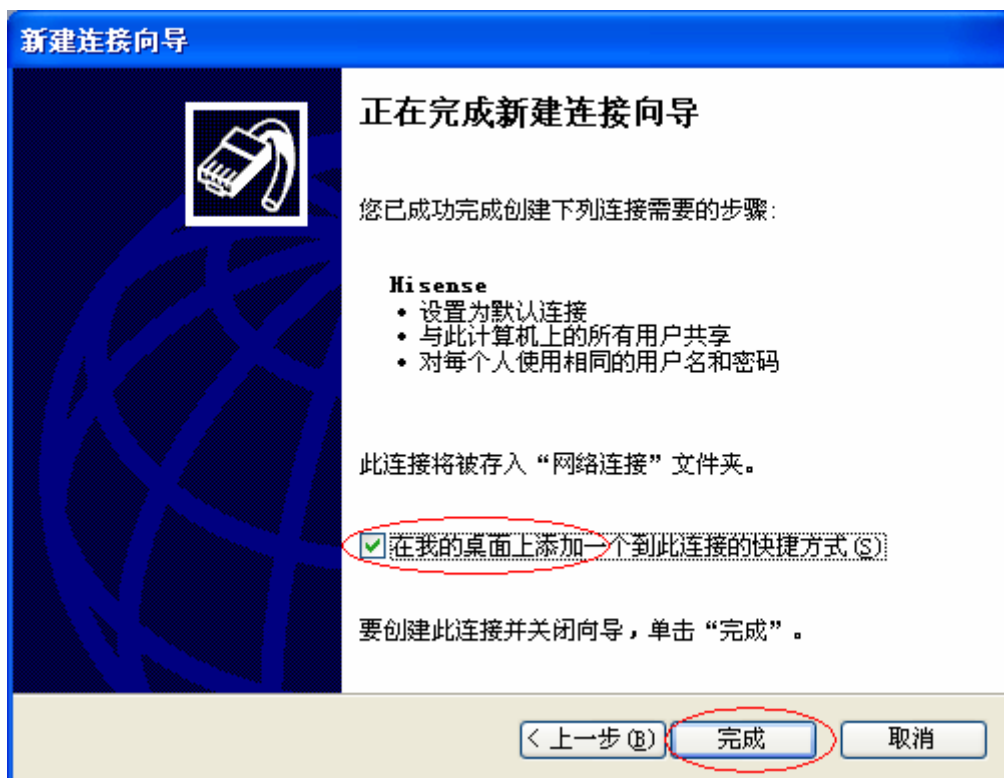 新建连接向导
正在完成新建连接向导
您已成功完成创建下列连接需要的步骤:
Hisense
• 设置为默认连接
• 与此计算机上的所有用户共享
• 对每个人使用相同的用户名和密码
此连接将被存入“网络连接”文件夹。
在我的桌面上添加一个到此连接的快捷方式(S)
要创建此连接并关闭向导，单击“完成”。
< 上一步(B) 完成 取消